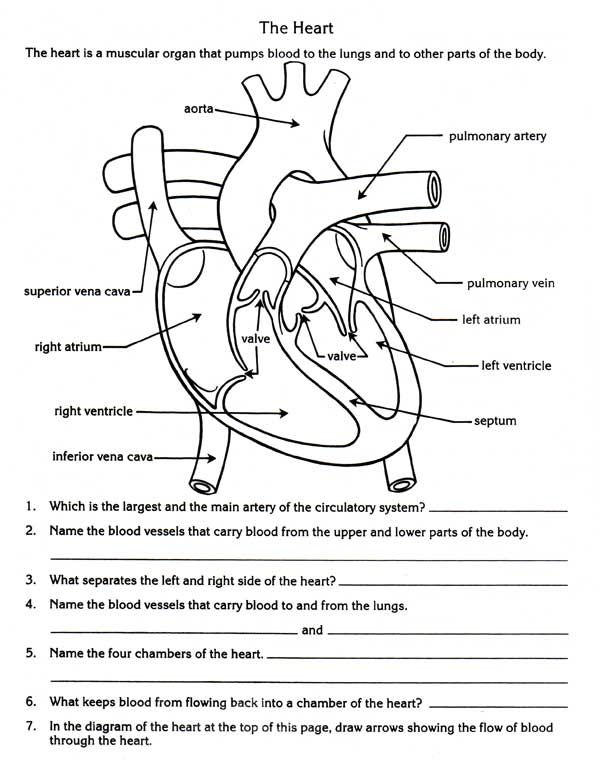 The Heart
The heart is a muscular organ that pumps blood to the lungs and to other parts of the body.
aorta
pulmonary artery
superior vena cava
pulmonary vein
left atrium
right atrium
valve
valve
left ventricle
right ventricle
septum
inferior vena cava
1. Which is the largest and the main artery of the circulatory system?
2. Name the blood vessels that carry blood from the upper and lower parts of the body.
3. What separates the left and right side of the heart?
4. Name the blood vessels that carry blood to and from the lungs.
and
5. Name the four chambers of the heart.
6. What keeps blood from flowing back into a chamber of the heart?
7. In the diagram of the heart at the top of this page, draw arrows showing the flow of blood
through the heart.